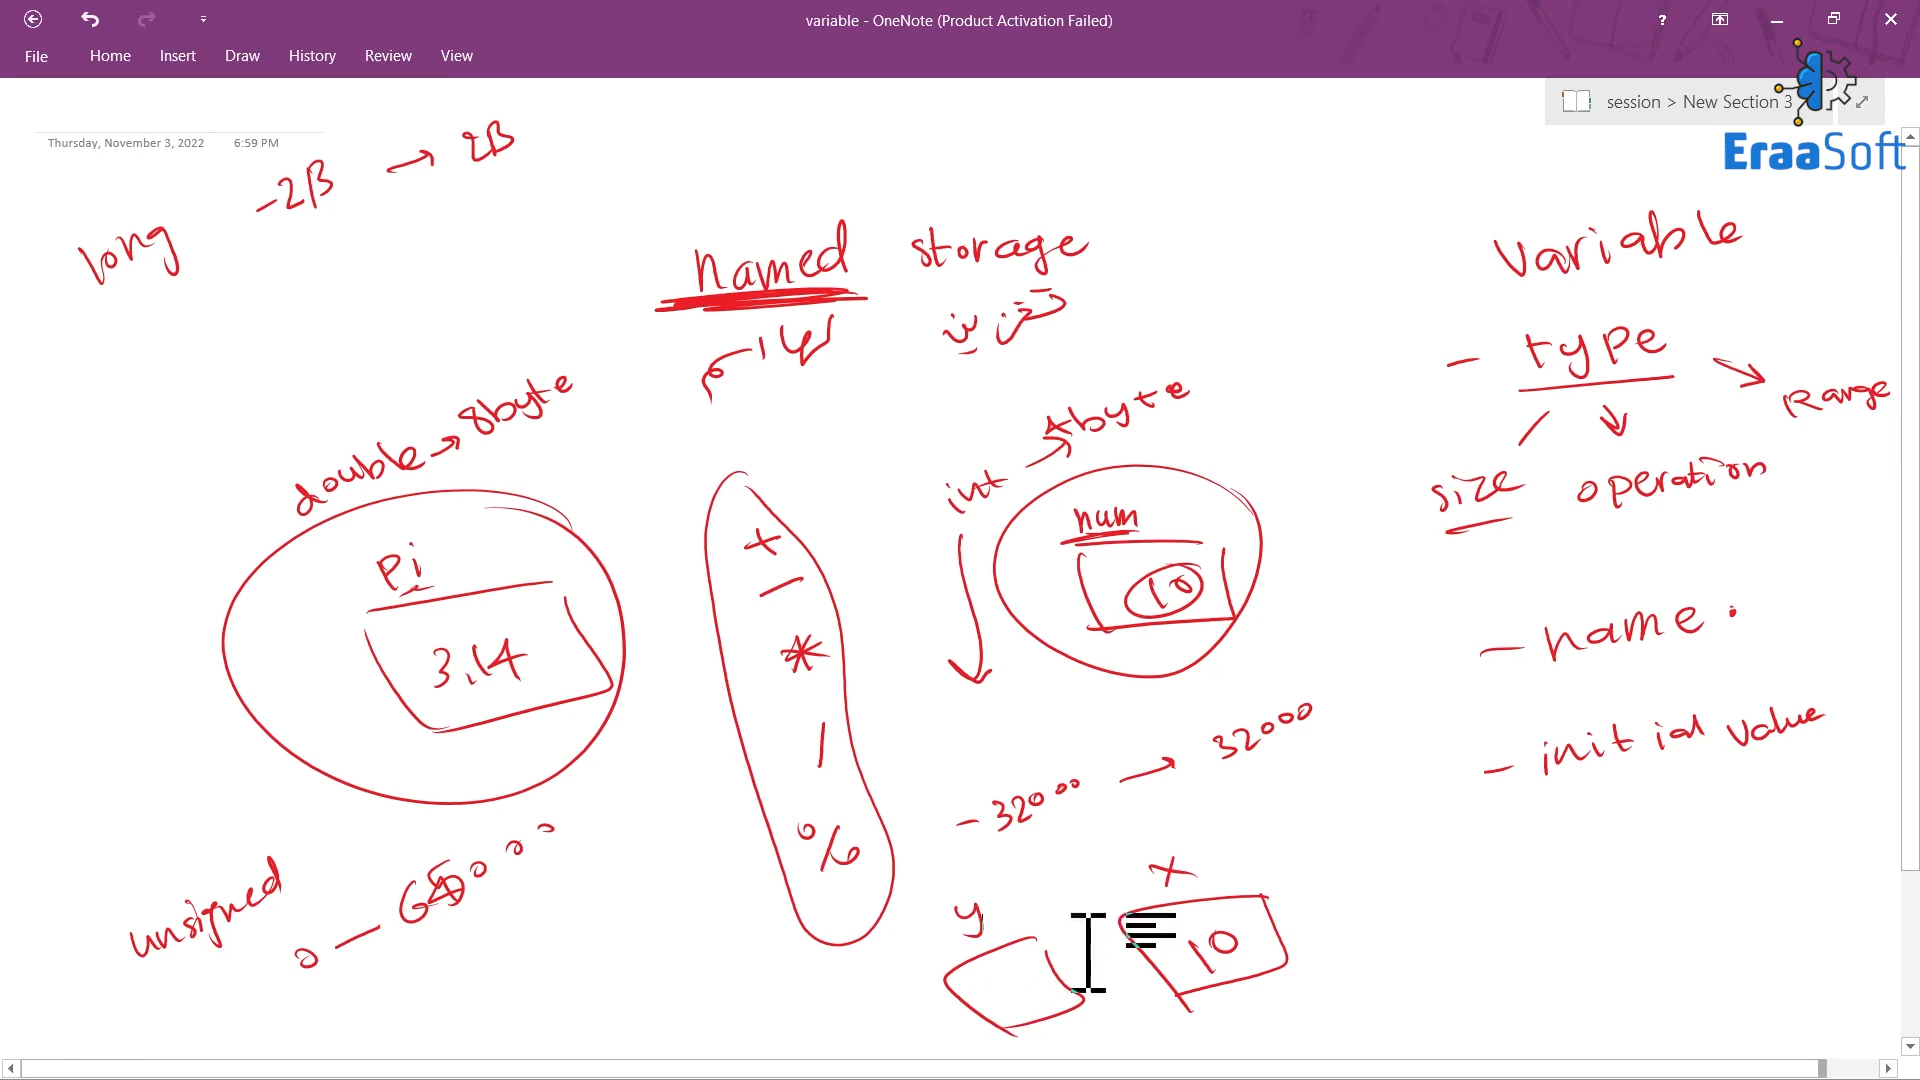 variable - OneNote (Product Activation Failed)
File Home Insert Draw History Review View
session > New Section 3
EraaSoft
Thursday, November 3, 2022 6:59 PM
long -2B → 2B
named storage
تخزين
variable
- type → Range
size operation
- name.
- initial value
double → 8byte
Pi
3.14
+
-
*
/
%
int → 4byte
num
10
-32000 → 32000
unsigned
0 - 65000
y
x
10